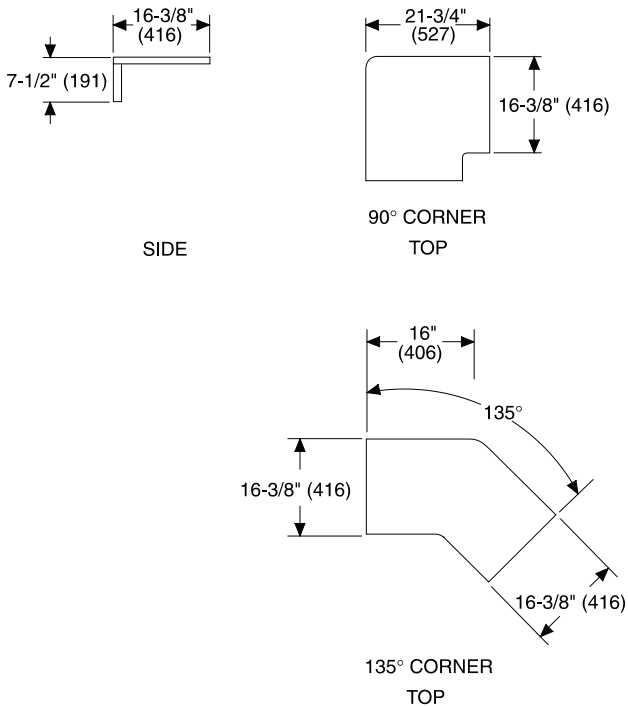 16-3/8"
(416)
7-1/2" (191)
SIDE
21-3/4"
(527)
16-3/8" (416)
90° CORNER
TOP
16"
(406)
135°
16-3/8" (416)
16-3/8" (416)
135° CORNER
TOP